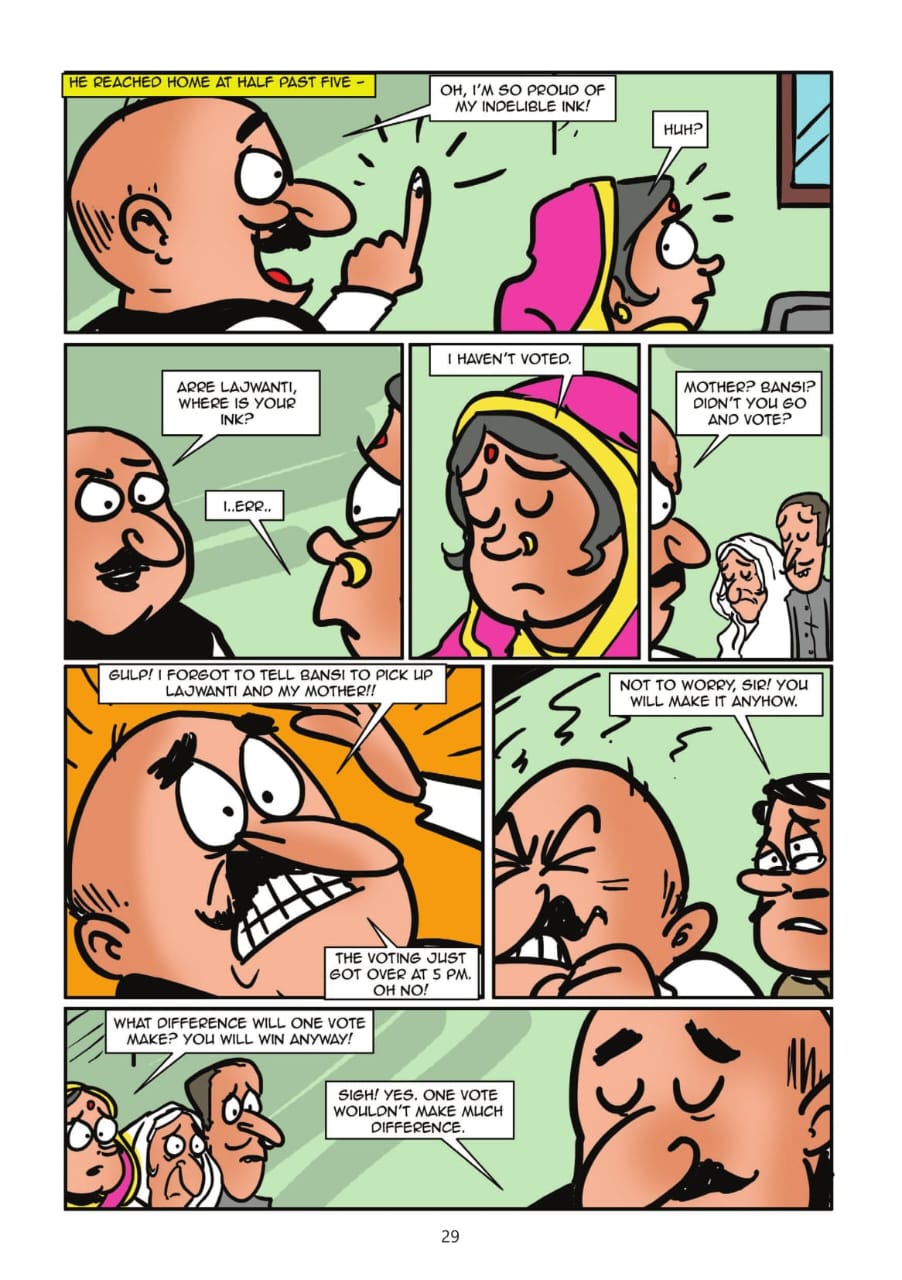 HE REACHED HOME AT HALF PAST FIVE –
OH, I'M SO PROUD OF
MY INDELIBLE INK!
HUH?
ARRE LAJWANTI,
WHERE IS YOUR
INK?
I..ERR..
I HAVEN'T VOTED.
MOTHER? BANSI?
DIDN'T YOU GO
AND VOTE?
GULP! I FORGOT TO TELL BANSI TO PICK UP
LAJWANTI AND MY MOTHER!!
THE VOTING JUST
GOT OVER AT 5 PM.
OH NO!
NOT TO WORRY, SIR! YOU
WILL MAKE IT ANYHOW.
WHAT DIFFERENCE WILL ONE VOTE
MAKE? YOU WILL WIN ANYWAY!
SIGH! YES. ONE VOTE
WOULDN'T MAKE MUCH
DIFFERENCE.
29